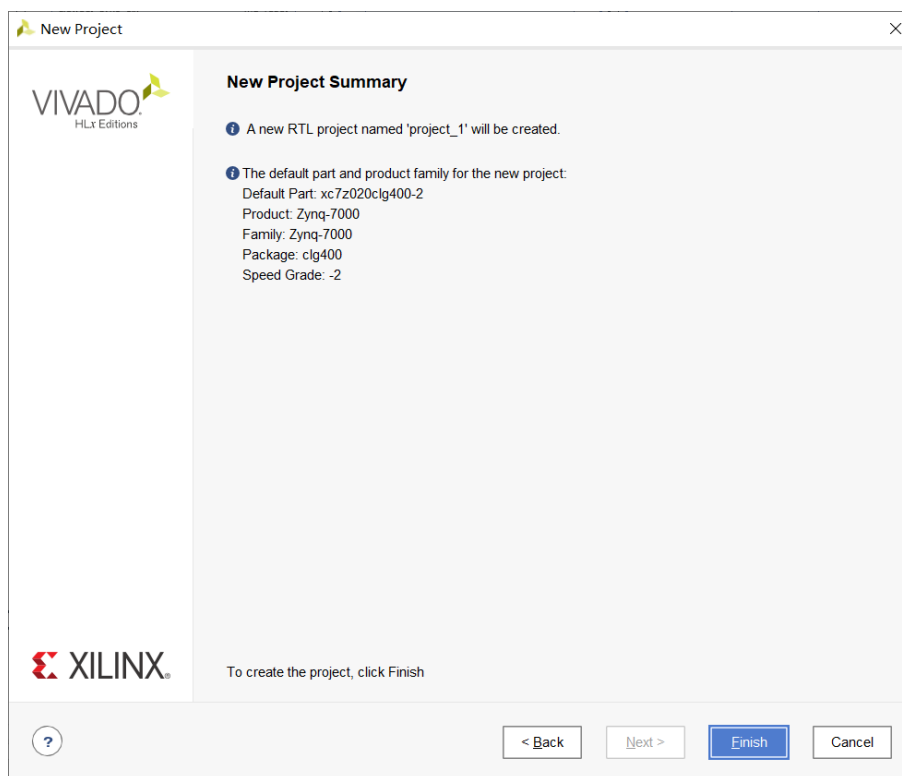 New Project
VIVADO.
HLx Editions
New Project Summary
A new RTL project named 'project_1' will be created.
The default part and product family for the new project:
Default Part: xc7z020clg400-2
Product: Zynq-7000
Family: Zynq-7000
Package: clg400
Speed Grade: -2
XILINX®
To create the project, click Finish
?
< Back
Next >
Finish
Cancel